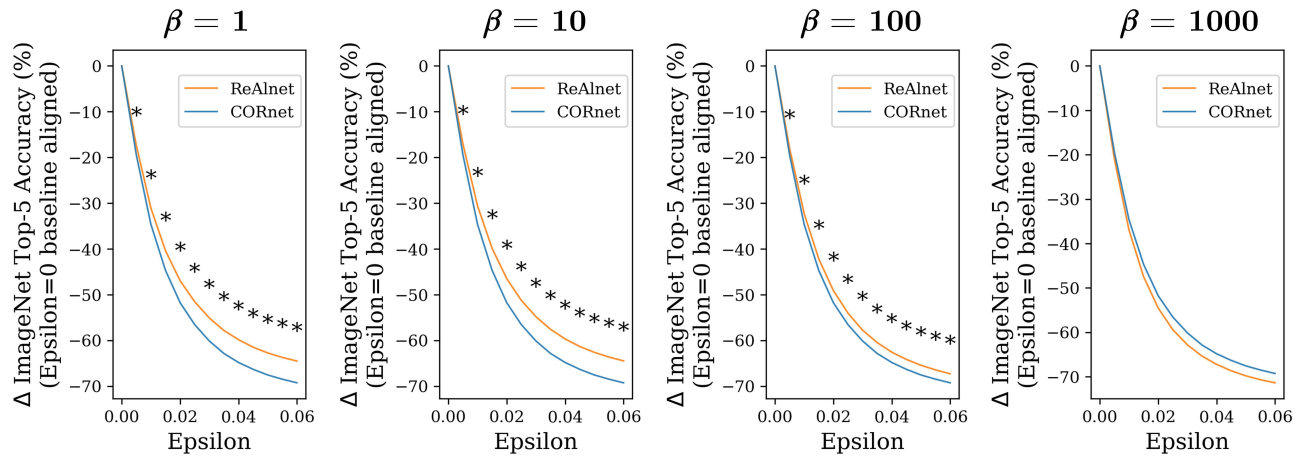 β = 1
Δ ImageNet Top-5 Accuracy (%)
(Epsilon=0 baseline aligned)
0
−10
−20
−30
−40
−50
−60
−70
ReAlnet
CORnet
* * * * * * * * * * * *
0.00 0.02 0.04 0.06
Epsilon
β = 10
Δ ImageNet Top-5 Accuracy (%)
(Epsilon=0 baseline aligned)
0
−10
−20
−30
−40
−50
−60
−70
ReAlnet
CORnet
* * * * * * * * * * * *
0.00 0.02 0.04 0.06
Epsilon
β = 100
Δ ImageNet Top-5 Accuracy (%)
(Epsilon=0 baseline aligned)
0
−10
−20
−30
−40
−50
−60
−70
ReAlnet
CORnet
* * * * * * * * * * * *
0.00 0.02 0.04 0.06
Epsilon
β = 1000
Δ ImageNet Top-5 Accuracy (%)
(Epsilon=0 baseline aligned)
0
−10
−20
−30
−40
−50
−60
−70
ReAlnet
CORnet
0.00 0.02 0.04 0.06
Epsilon